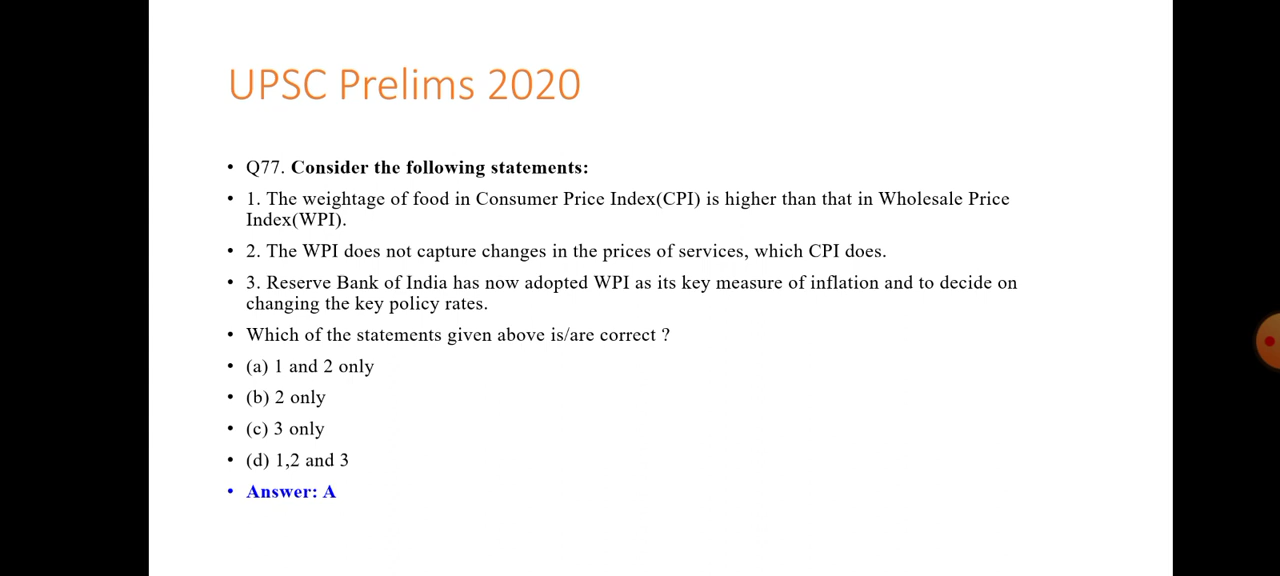 UPSC Prelims 2020
• Q77. Consider the following statements:
• 1. The weightage of food in Consumer Price Index(CPI) is higher than that in Wholesale Price
Index(WPI).
• 2. The WPI does not capture changes in the prices of services, which CPI does.
• 3. Reserve Bank of India has now adopted WPI as its key measure of inflation and to decide on
changing the key policy rates.
• Which of the statements given above is/are correct ?
• (a) 1 and 2 only
• (b) 2 only
• (c) 3 only
• (d) 1,2 and 3
• Answer: A